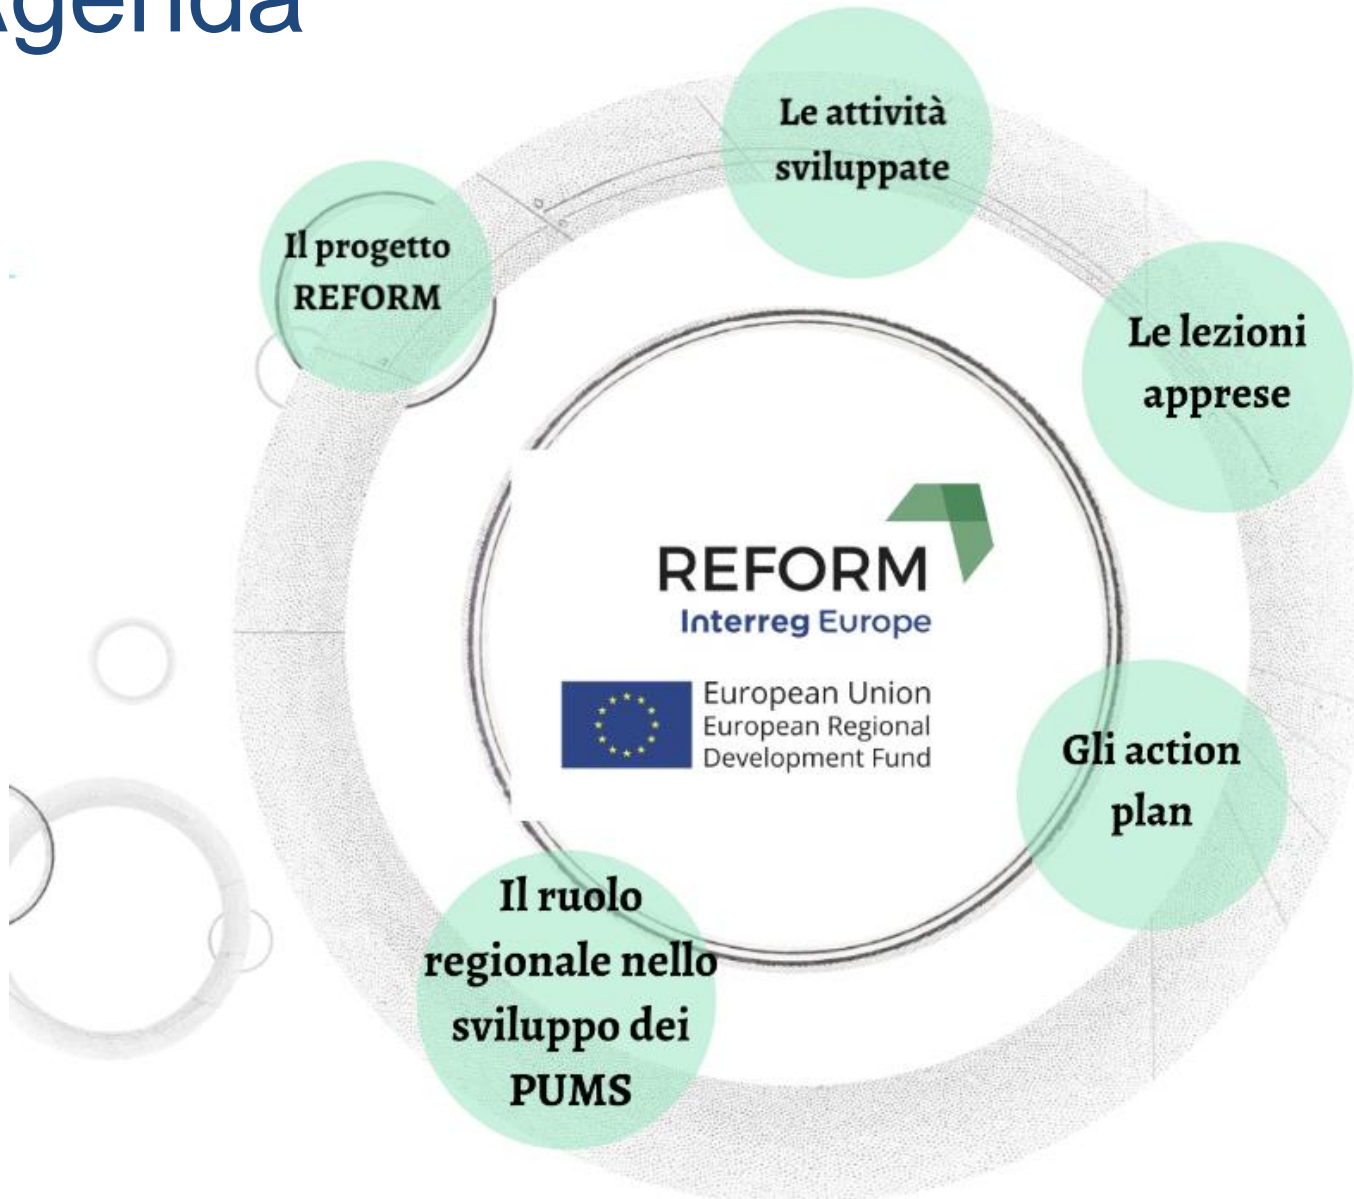 Agenda
Il progetto
REFORM
Le attività
sviluppate
Le lezioni
apprese
Gli action
plan
Il ruolo
regionale nello
sviluppo dei
PUMS
REFORM
Interreg Europe
European Union
European Regional
Development Fund